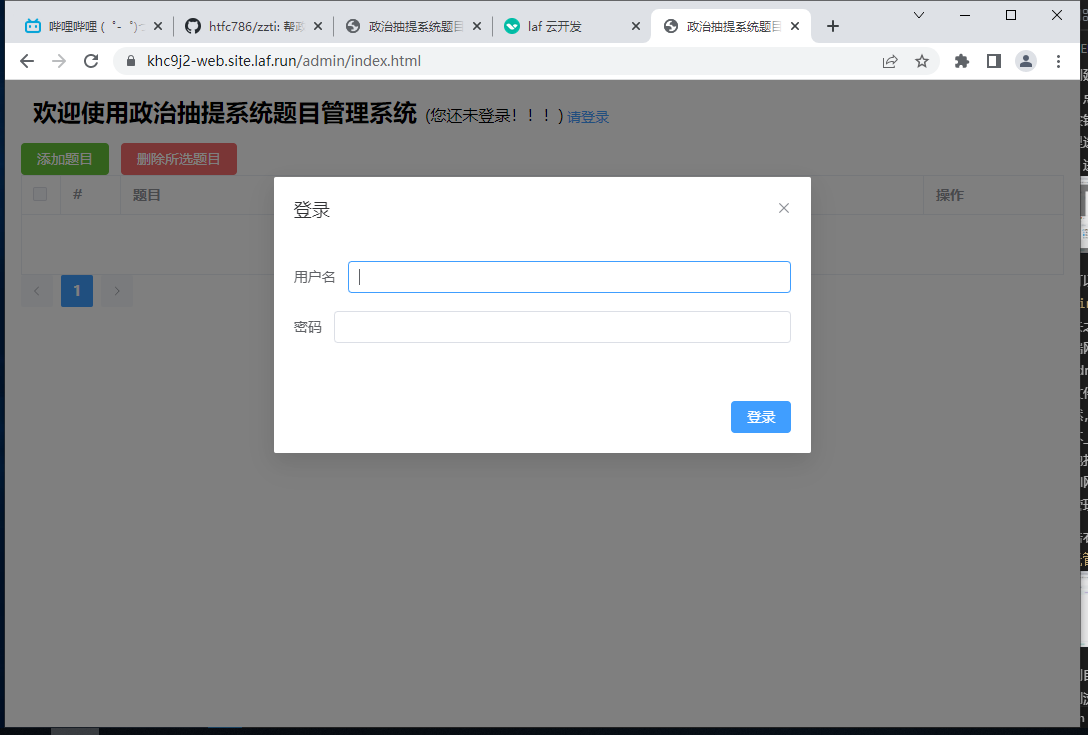 哔哩哔哩 ( ゜- ゜)つ
htfc786/zzti: 帮政
政治抽提系统题目
laf 云开发
政治抽提系统题目
khc9j2-web.site.laf.run/admin/index.html
欢迎使用政治抽提系统题目管理系统 (您还未登录！！！) 请登录
添加题目 删除所选题目
# 题目 操作
1
登录
用户名
密码
登录